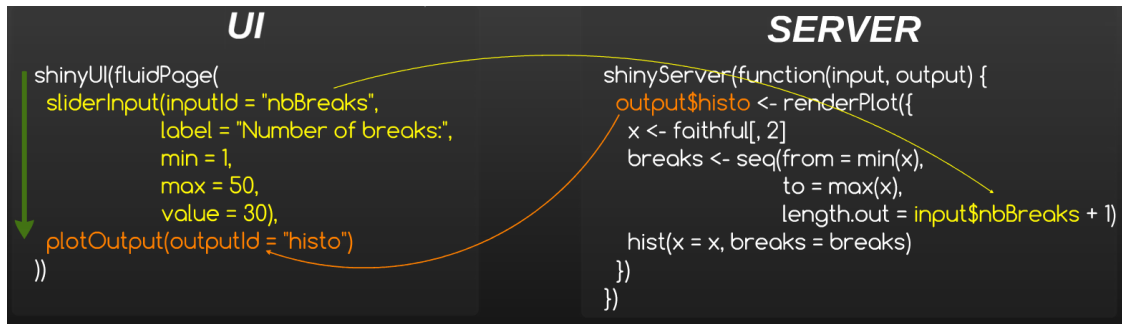 UI
shinyUI(fluidPage(
sliderInput(inputId = "nbBreaks",
label = "Number of breaks:",
min = 1,
max = 50,
value = 30),
plotOutput(outputId = "histo")
))
SERVER
shinyServer(function(input, output) {
output$histo <- renderPlot({
x <- faithful[, 2]
breaks <- seq(from = min(x),
to = max(x),
length.out = input$nbBreaks + 1)
hist(x = x, breaks = breaks)
})
})